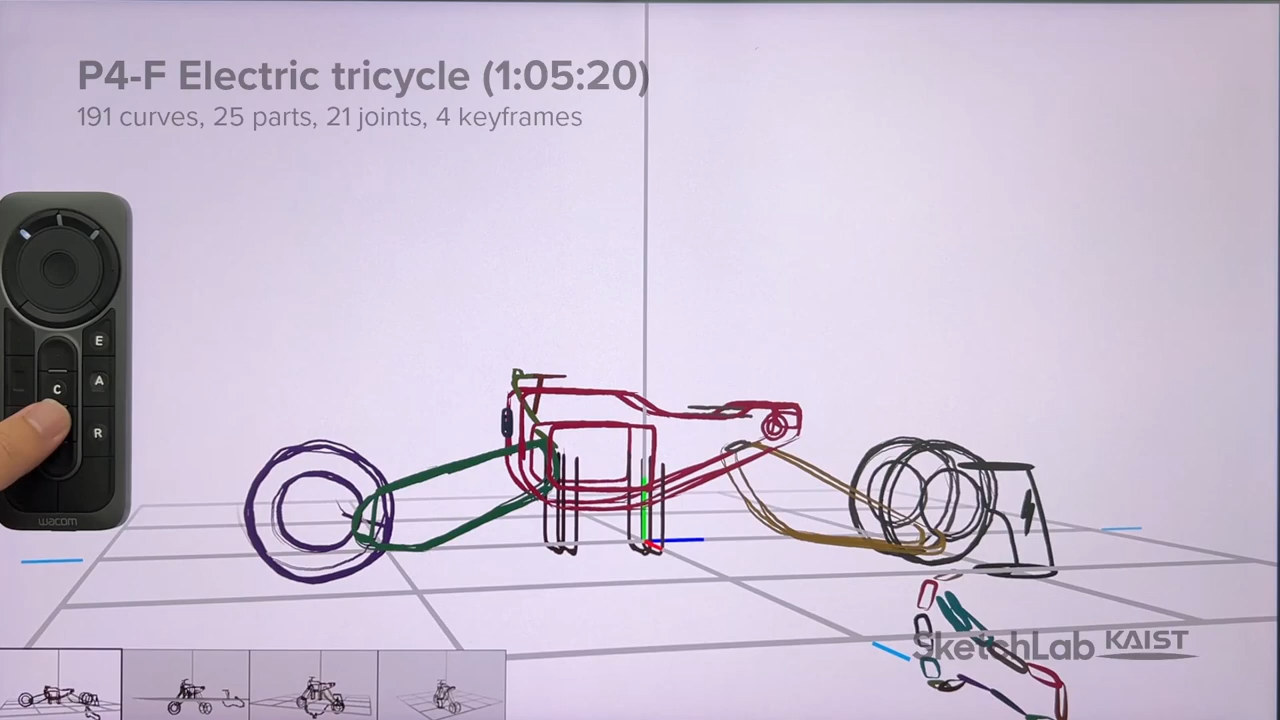 P4-F Electric tricycle (1:05:20)
191 curves, 25 parts, 21 joints, 4 keyframes
E
C
A
R
wacom
SketchLab KAIST